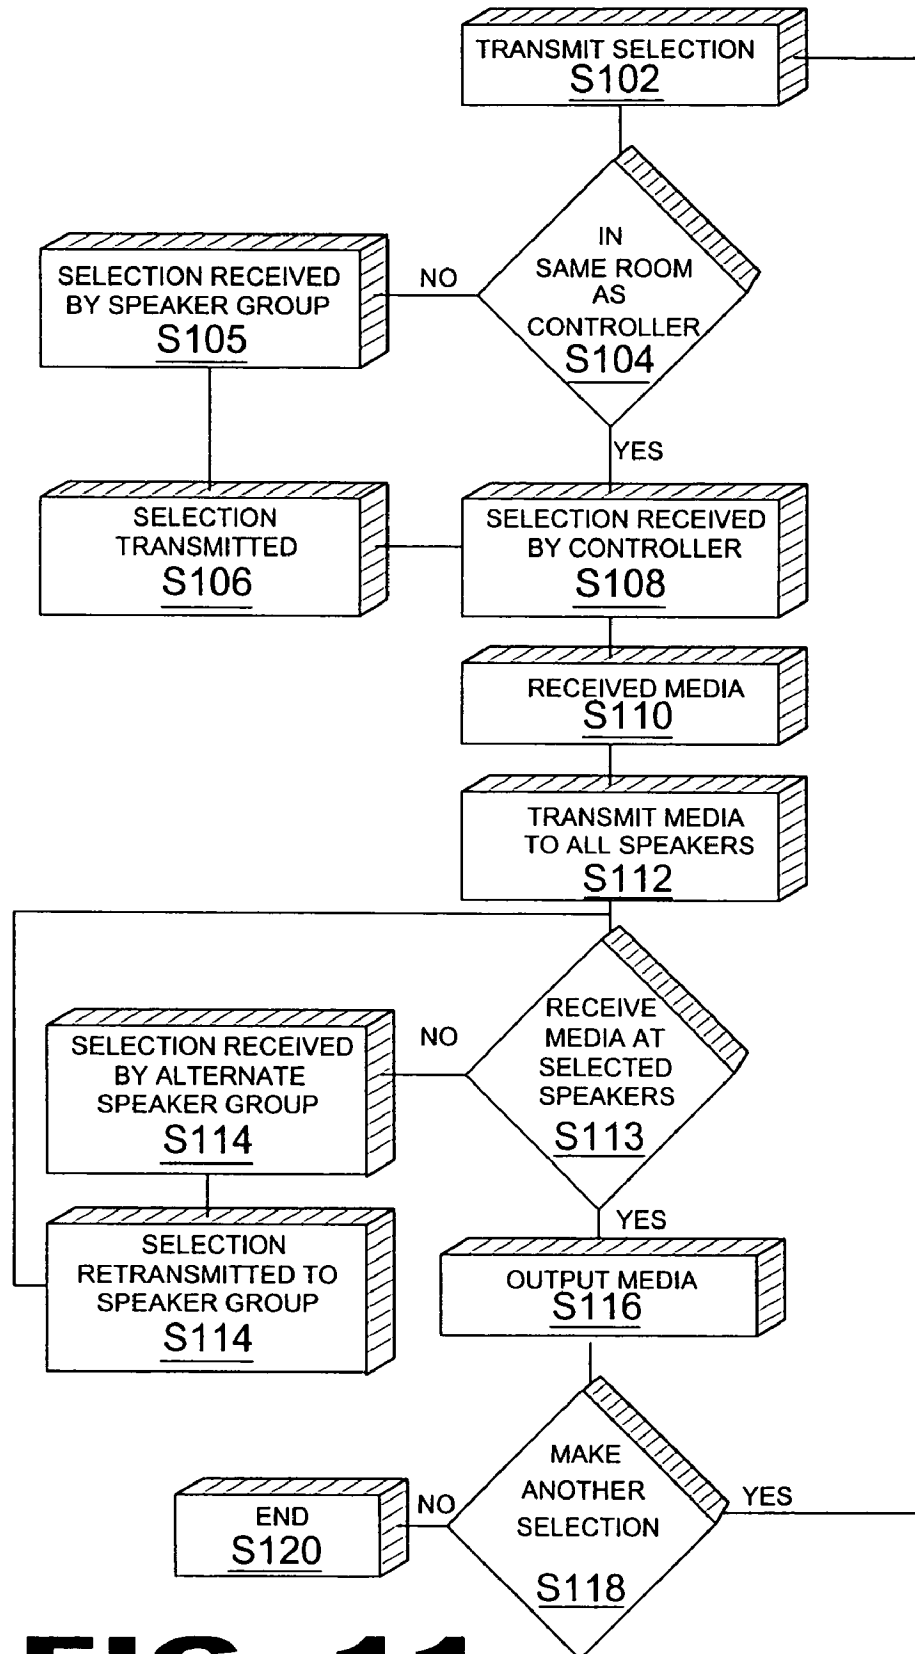 TRANSMIT SELECTION
S102
IN
SAME ROOM
AS
CONTROLLER
S104
NO
SELECTION RECEIVED
BY SPEAKER GROUP
S105
YES
SELECTION
TRANSMITTED
S106
SELECTION RECEIVED
BY CONTROLLER
S108
RECEIVED MEDIA
S110
TRANSMIT MEDIA
TO ALL SPEAKERS
S112
RECEIVE
MEDIA AT
SELECTED
SPEAKERS
S113
NO
SELECTION RECEIVED
BY ALTERNATE
SPEAKER GROUP
S114
SELECTION
RETRANSMITTED TO
SPEAKER GROUP
S114
YES
OUTPUT MEDIA
S116
MAKE
ANOTHER
SELECTION
S118
YES
NO
END
S120
FIG. 11